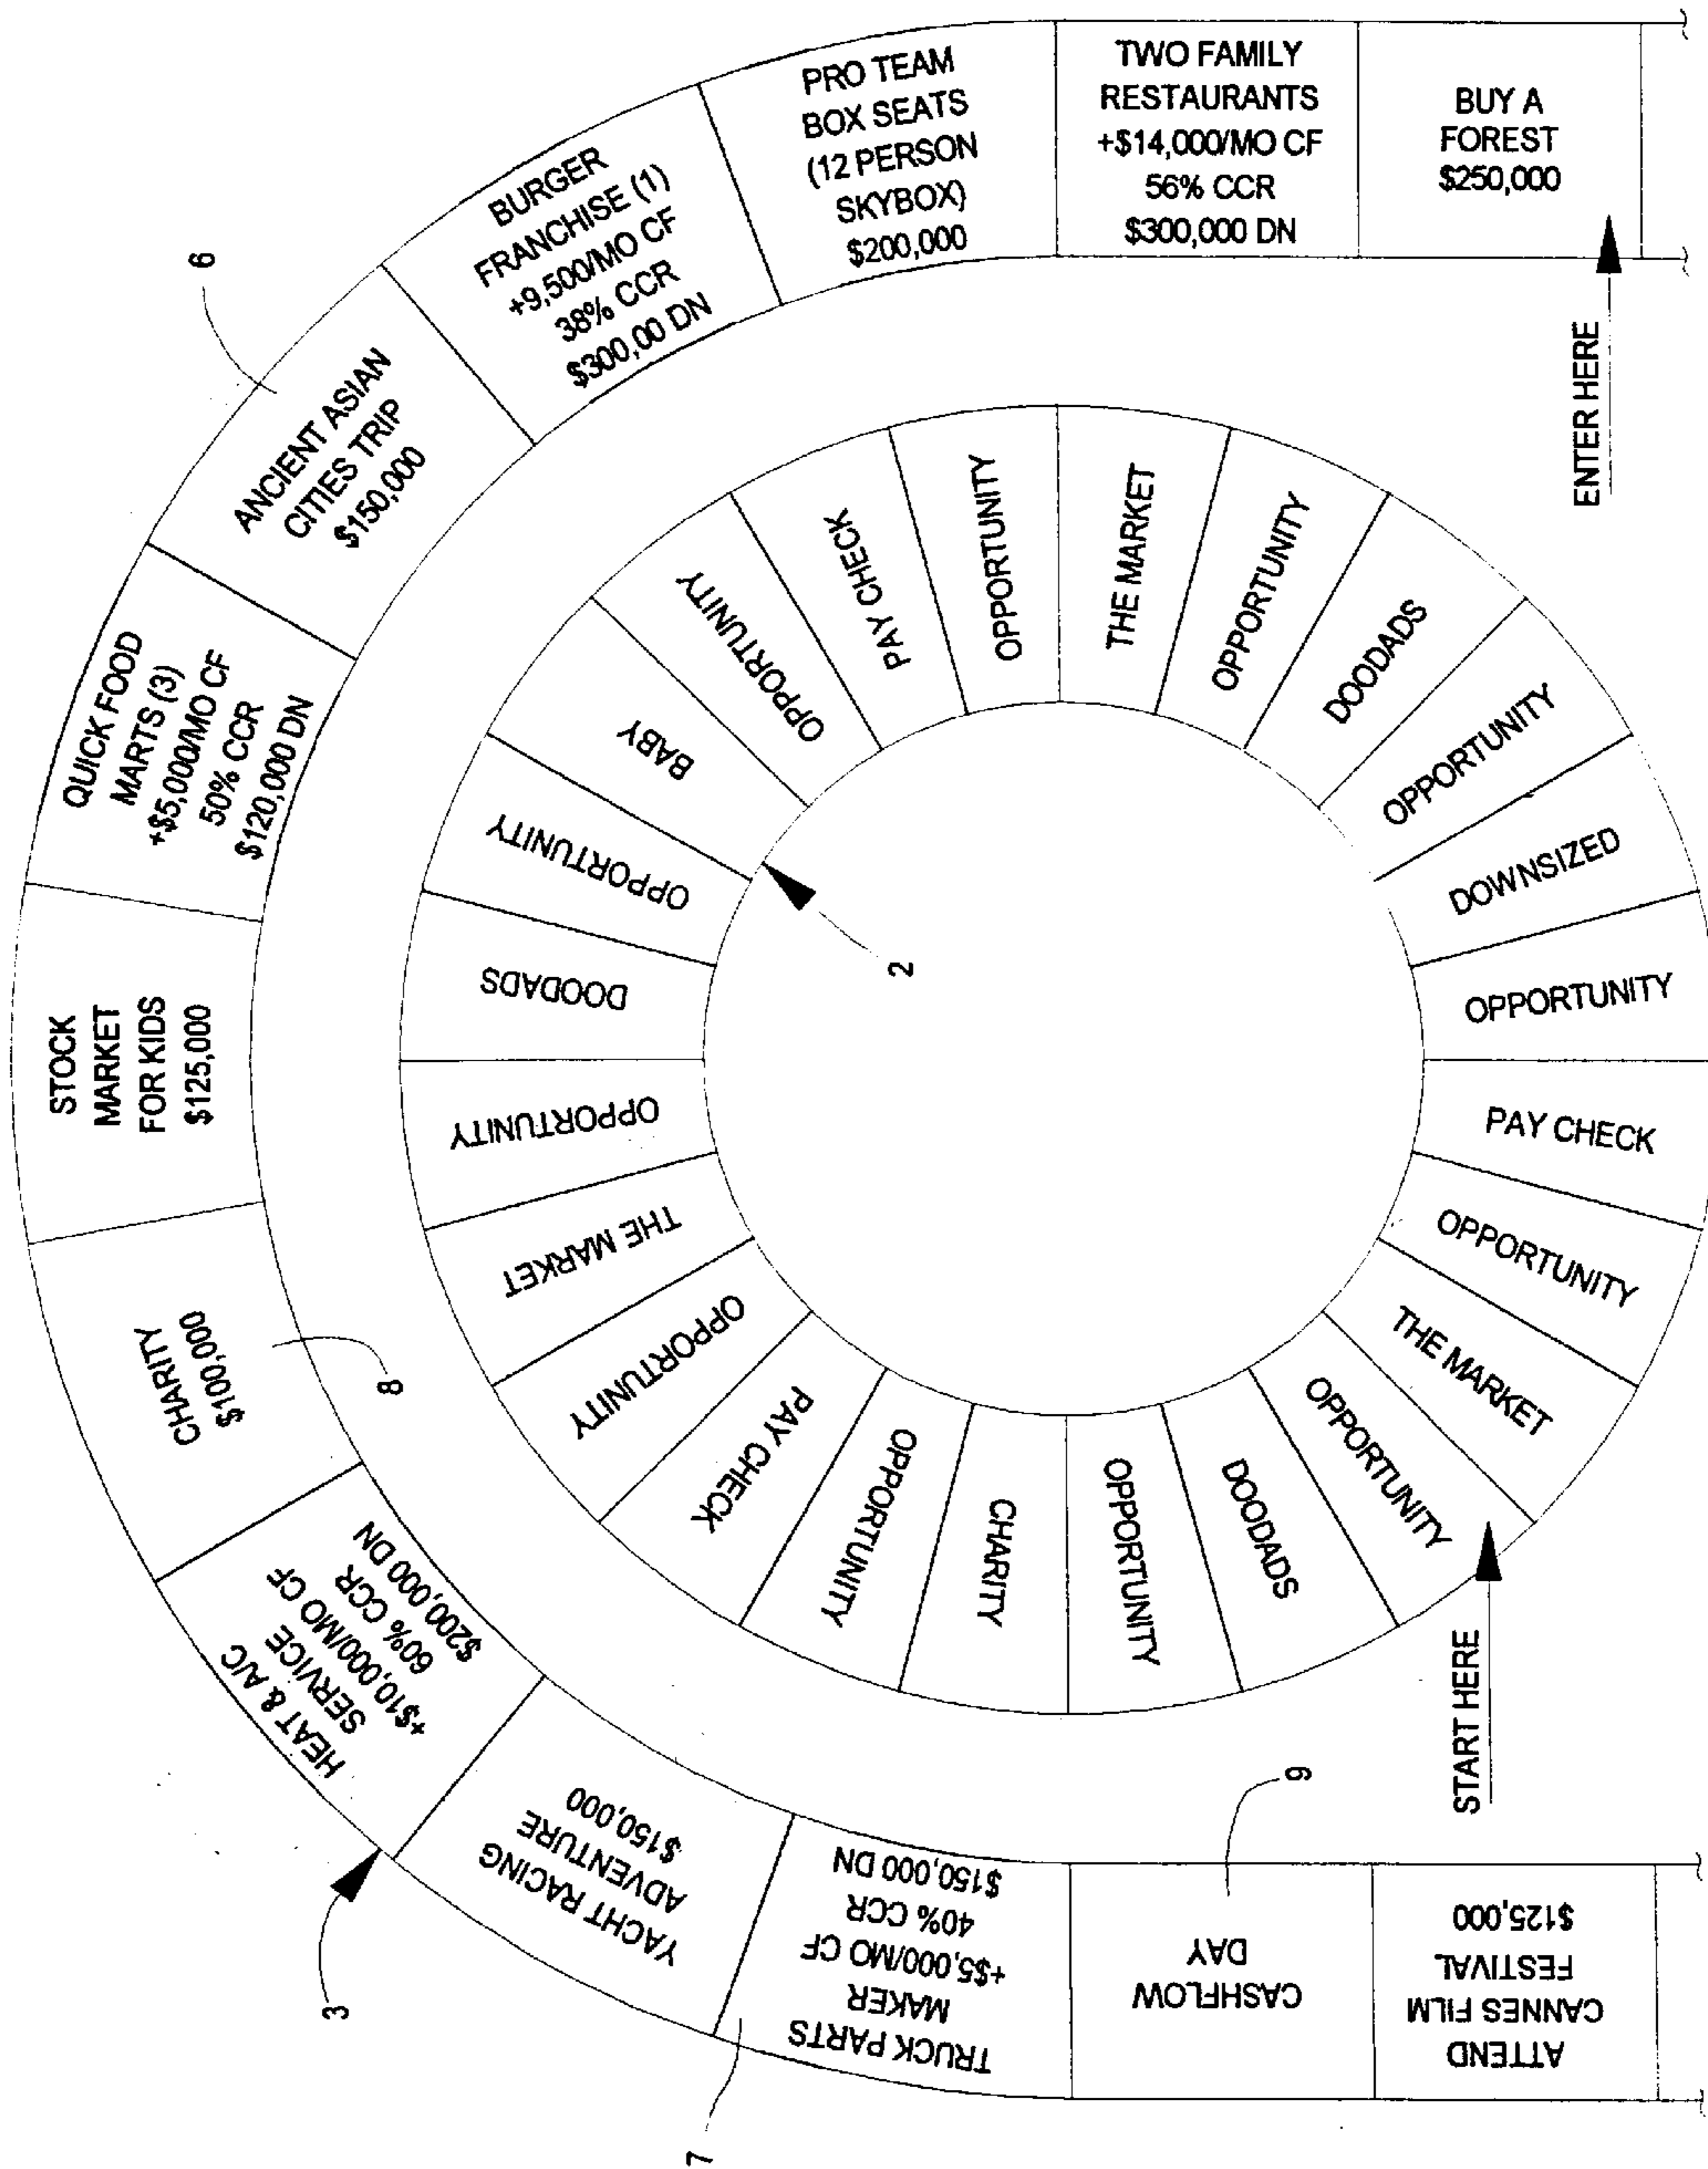 BUY A
FOREST
$250,000
TWO FAMILY
RESTAURANTS
+$14,000/MO CF
56% CCR
$300,000 DN
PRO TEAM
BOX SEATS
(12 PERSON
SKYBOX)
$200,000
BURGER
FRANCHISE (1)
+9,500/MO CF
38% CCR
$300,00 DN
6
ANCIENT ASIAN
CITIES TRIP
$150,000
QUICK FOOD
MARTS (3)
+$5,000/MO CF
50% CCR
$120,000 DN
STOCK
MARKET
FOR KIDS
$125,000
CHARITY
$100,000
8
HEAT & A/C
SERVICE
+$10,000/MO CF
60% CCR
$200,000 DN
3
YACHT RACING
ADVENTURE
$150,000
7
TRUCK PARTS
MAKER
+$5,000/MO CF
40% CCR
$150,000 DN
CASHFLOW
DAY
9
ATTEND
CANNES FILM
FESTIVAL
$125,000
ENTER HERE
START HERE
2
OPPORTUNITY
DOODADS
OPPORTUNITY
CHARITY
OPPORTUNITY
PAY CHECK
OPPORTUNITY
THE MARKET
OPPORTUNITY
DOODADS
OPPORTUNITY
BABY
OPPORTUNITY
PAY CHECK
OPPORTUNITY
THE MARKET
OPPORTUNITY
DOODADS
OPPORTUNITY
DOWNSIZED
OPPORTUNITY
PAY CHECK
OPPORTUNITY
THE MARKET